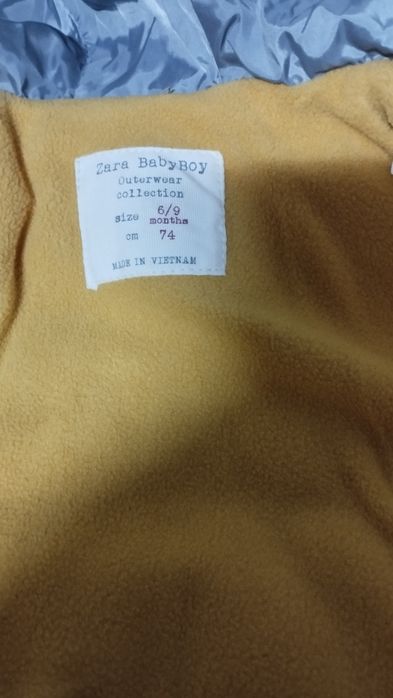 Zara BabyBoy
Outerwear
collection
size 6/9 months
cm 74
MADE IN VIETNAM